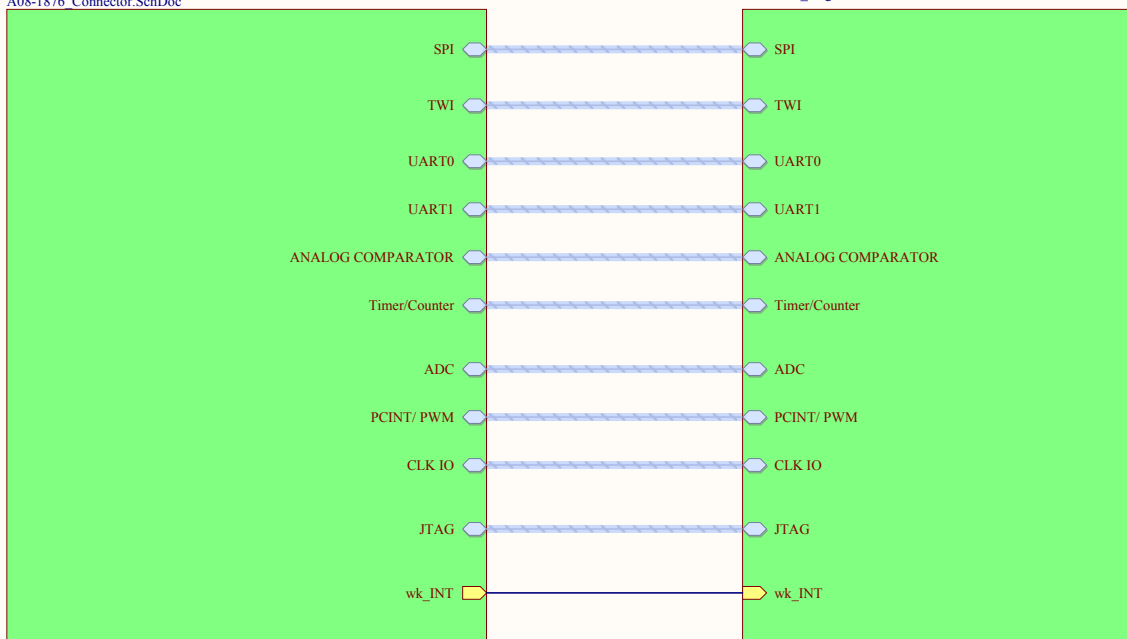 A08-1876_Connector.SchDoc
SPI SPI
TWI TWI
UART0 UART0
UART1 UART1
ANALOG COMPARATOR ANALOG COMPARATOR
Timer/Counter Timer/Counter
ADC ADC
PCINT/ PWM PCINT/ PWM
CLK IO CLK IO
JTAG JTAG
wk_INT wk_INT